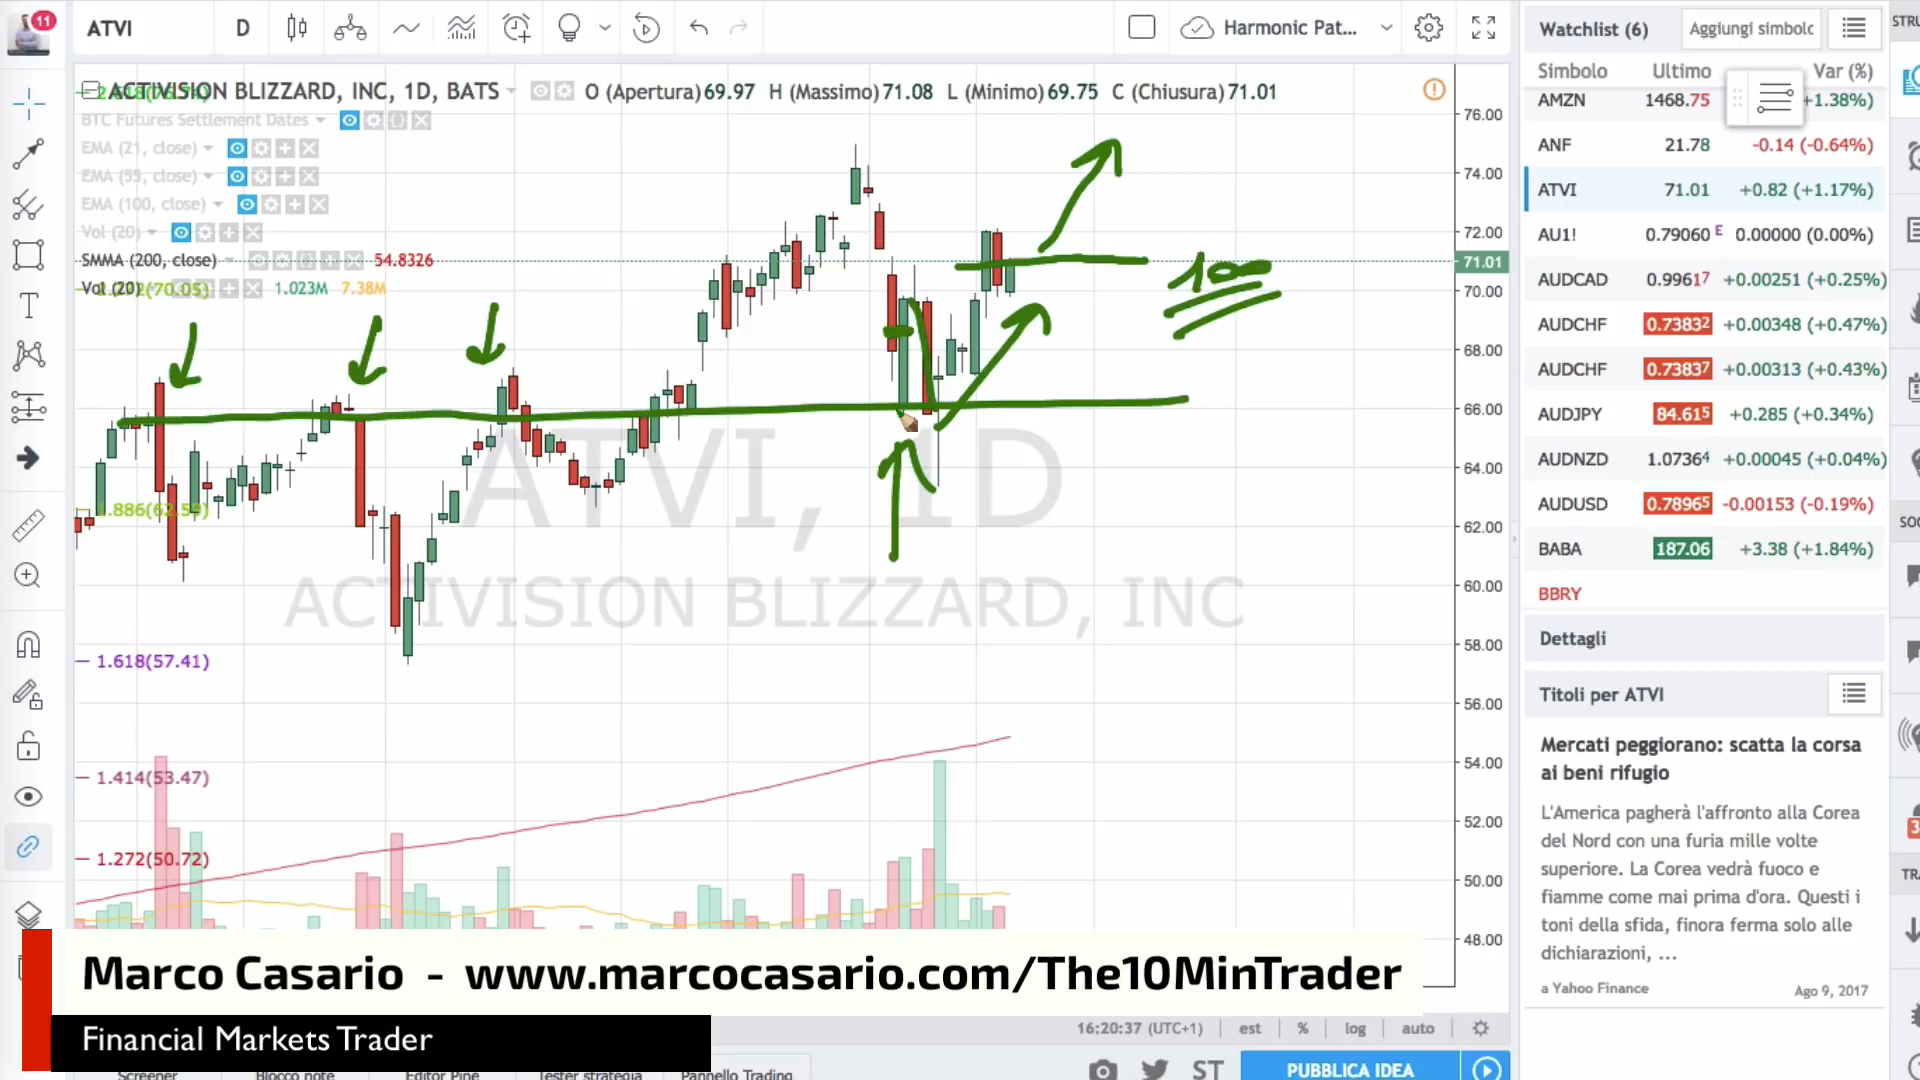 11
ATVI
D
Harmonic Pat...
ACTIVISION BLIZZARD, INC, 1D, BATS
O (Apertura) 69.97 H (Massimo) 71.08 L (Minimo) 69.75 C (Chiusura) 71.01
BTC Futures Settlement Dates
EMA (21, close)
EMA (55, close)
EMA (100, close)
Vol (20)
SMMA (200, close) 54.8326
Vol (20) 1.023M 7.38M
1.886(62.59)
1.618(57.41)
1.414(53.47)
1.272(50.72)
100
ATVI, 1D
ACTIVISION BLIZZARD, INC
76.00
74.00
72.00
71.01
70.00
68.00
66.00
64.00
62.00
60.00
58.00
56.00
54.00
52.00
50.00
48.00
Watchlist (6)
Aggiungi simbolo
Simbolo Ultimo Var (%)
AMZN 1468.75 +1.38%)
ANF 21.78 -0.14 (-0.64%)
ATVI 71.01 +0.82 (+1.17%)
AU1! 0.79060 E 0.00000 (0.00%)
AUDCAD 0.99617 +0.00251 (+0.25%)
AUDCHF 0.73832 +0.00348 (+0.47%)
AUDCHF 0.73837 +0.00313 (+0.43%)
AUDJPY 84.615 +0.285 (+0.34%)
AUDNZD 1.07364 +0.00045 (+0.04%)
AUDUSD 0.78965 -0.00153 (-0.19%)
BABA 187.06 +3.38 (+1.84%)
BBRY
Dettagli
Titoli per ATVI
Mercati peggiorano: scatta la corsa
ai beni rifugio
L'America pagherà l'affronto alla Corea
del Nord con una furia mille volte
superiore. La Corea vedrà fuoco e
fiamme come mai prima d'ora. Questi i
toni della sfida, finora ferma solo alle
dichiarazioni, ...
a Yahoo Finance Ago 9, 2017
Marco Casario - www.marcocasario.com/The10MinTrader
Financial Markets Trader
16:20:37 (UTC+1) est % log auto
Screener Blocco note Editor Pine Tester strategia Pannello Trading
ST
PUBBLICA IDEA